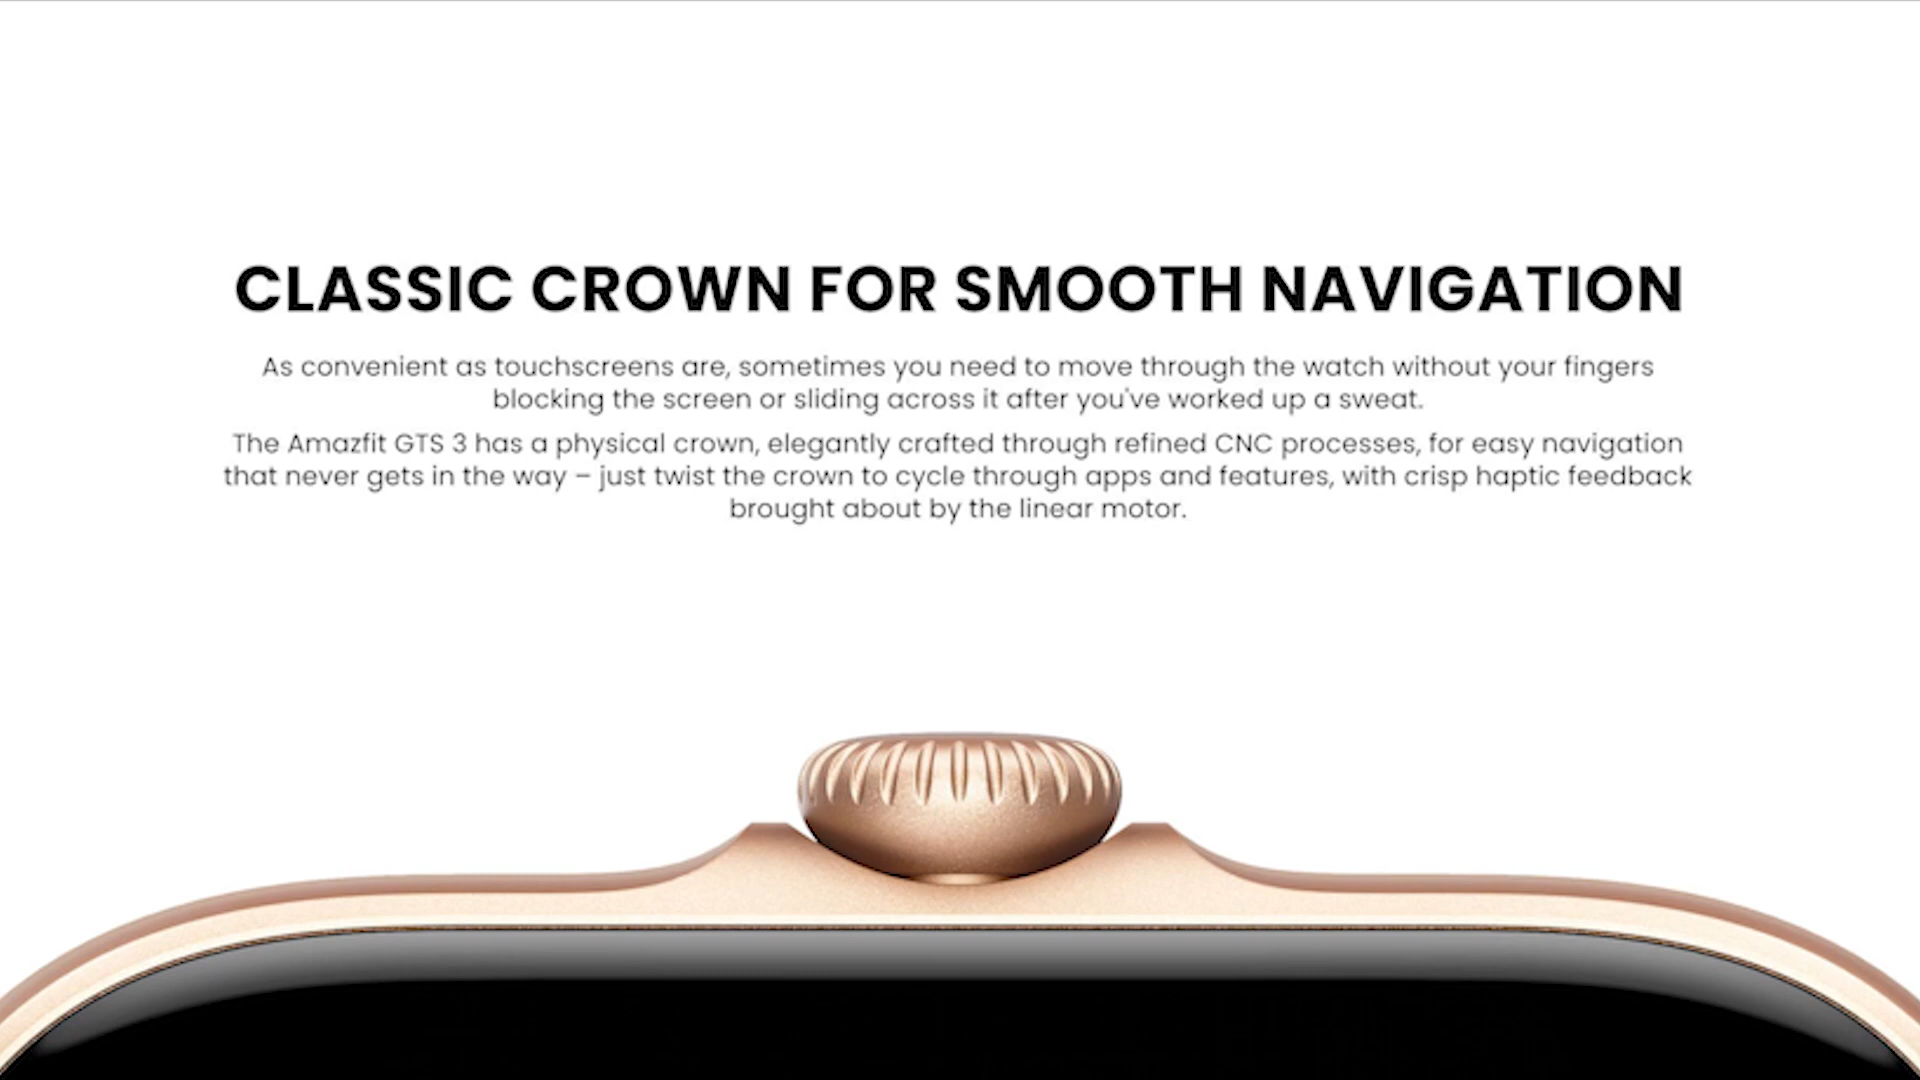 CLASSIC CROWN FOR SMOOTH NAVIGATION
As convenient as touchscreens are, sometimes you need to move through the watch without your fingers
blocking the screen or sliding across it after you've worked up a sweat.
The Amazfit GTS 3 has a physical crown, elegantly crafted through refined CNC processes, for easy navigation
that never gets in the way – just twist the crown to cycle through apps and features, with crisp haptic feedback
brought about by the linear motor.